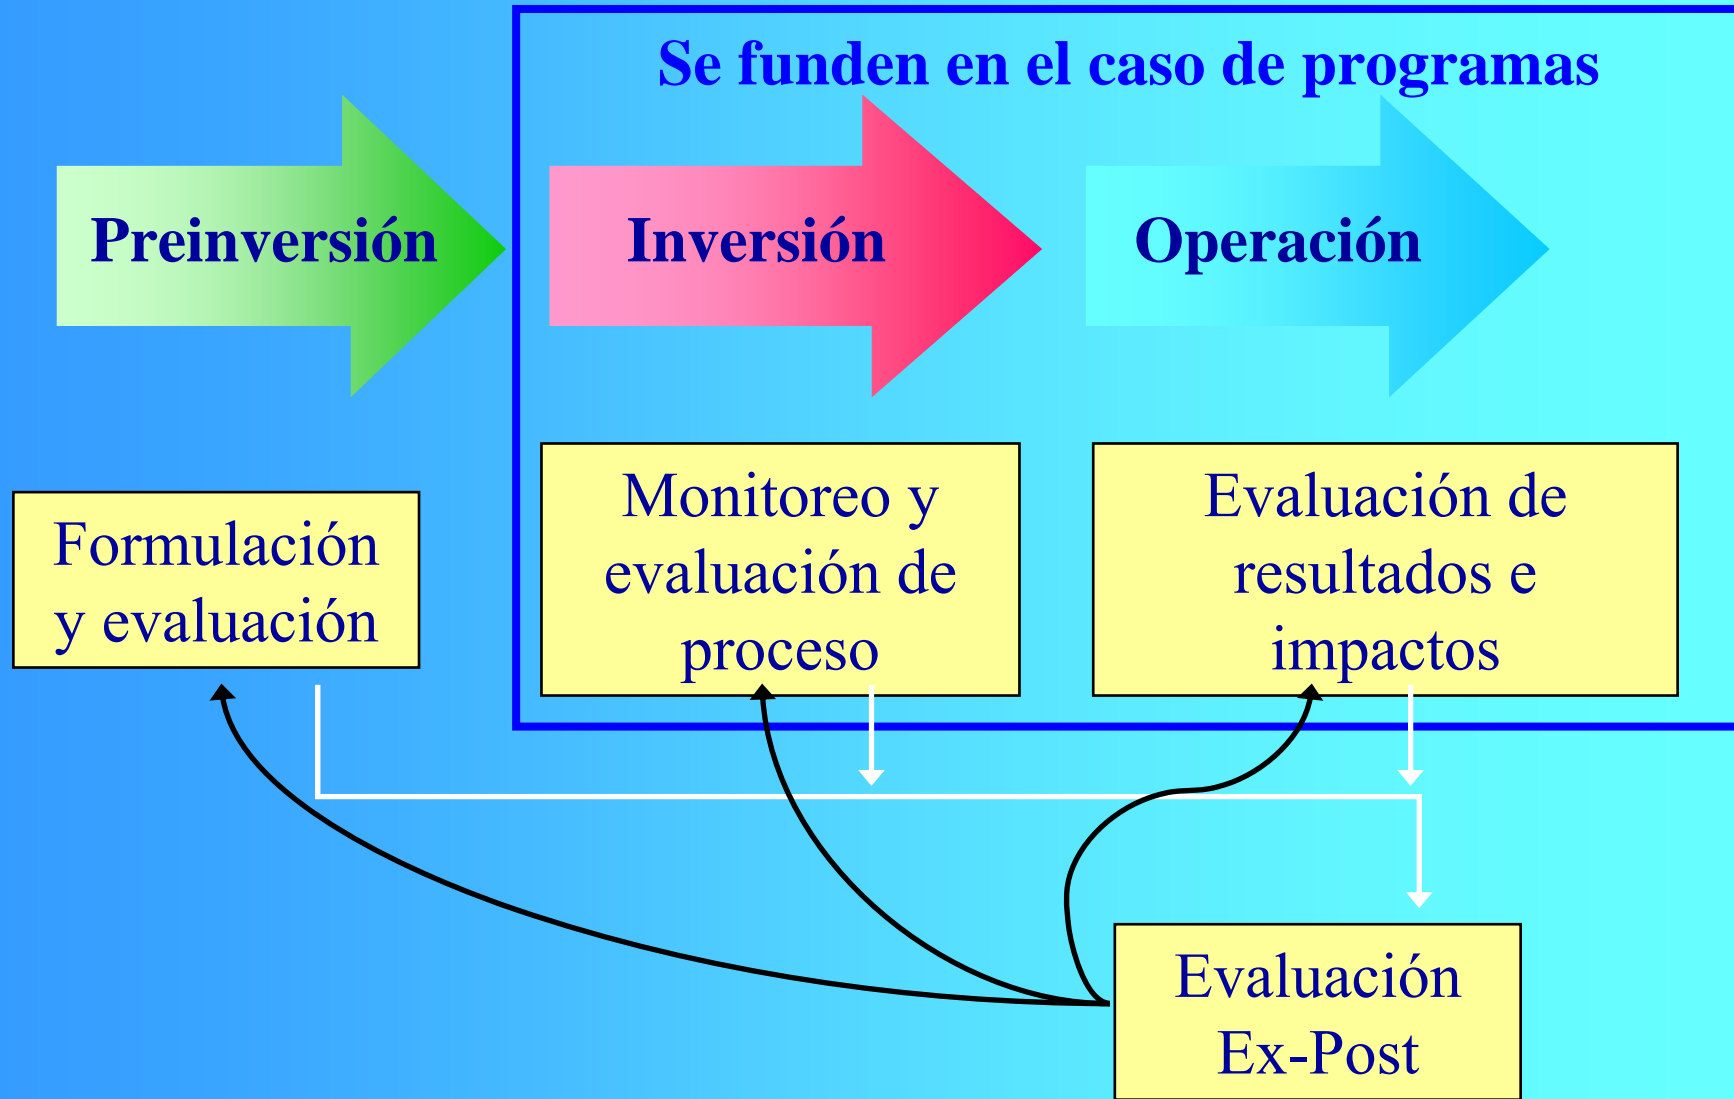 Se funden en el caso de programas
Preinversión
Inversión
Operación
Formulación
y evaluación
Monitoreo y
evaluación de
proceso
Evaluación de
resultados e
impactos
Evaluación
Ex-Post